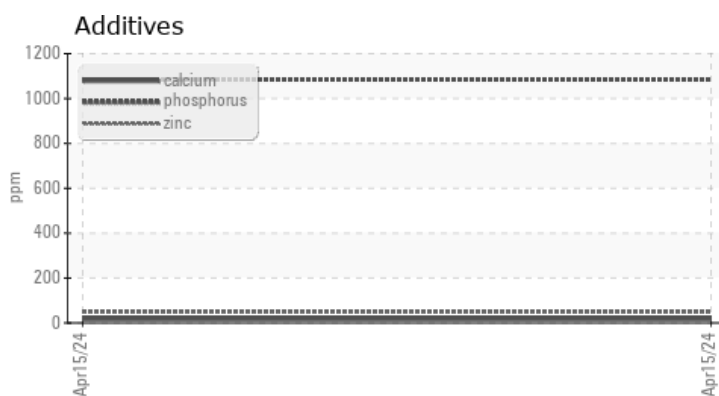 Additives
1200
1000
800
600
400
200
0
ppm
calcium
phosphorus
zinc
Apr15/24
Apr15/24